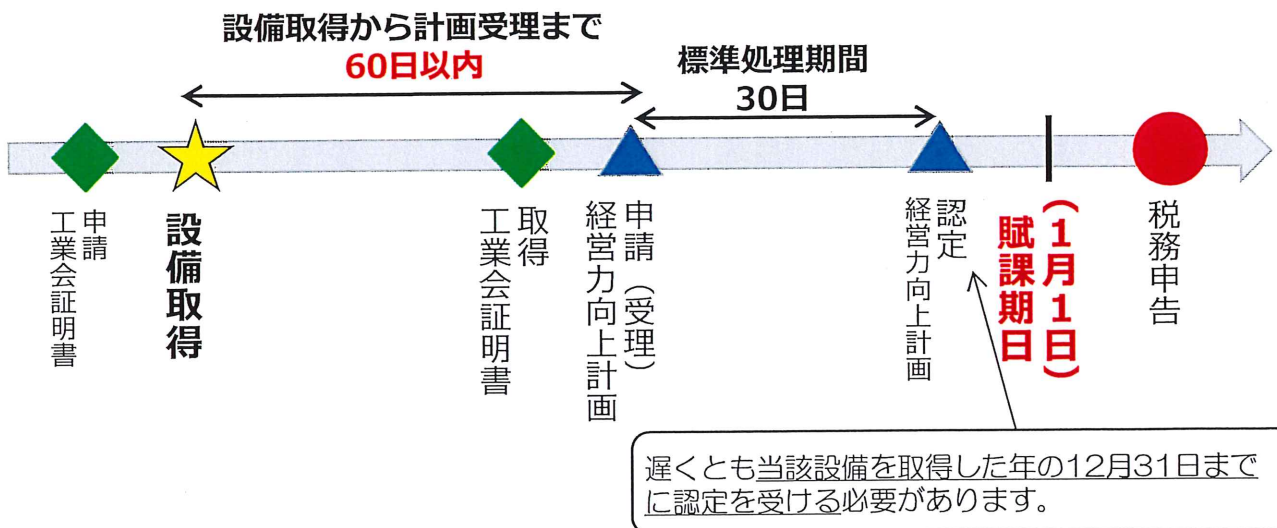 設備取得から計画受理まで
60日以内
標準処理期間
30日
工業会証明書
申請
設備取得
工業会証明書
取得
経営力向上計画
申請（受理）
経営力向上計画
認定
賦課期日
（1月1日）
税務申告
遅くとも当該設備を取得した年の12月31日まで
に認定を受ける必要があります。